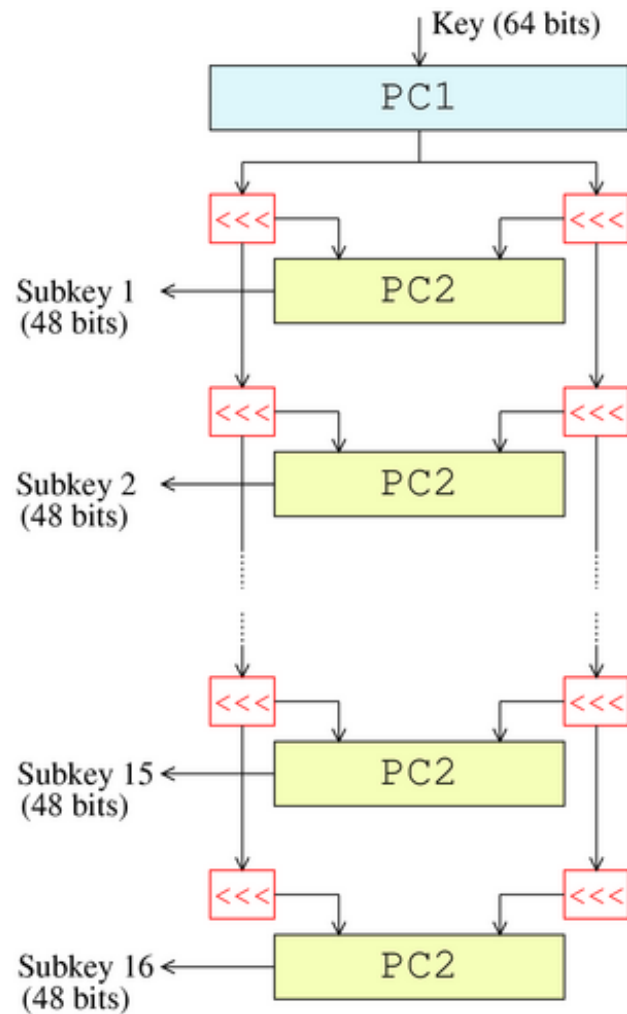 Key (64 bits)
PC1
<<< <<<
PC2
Subkey 1
(48 bits)
<<< <<<
PC2
Subkey 2
(48 bits)
<<< <<<
PC2
Subkey 15
(48 bits)
<<< <<<
PC2
Subkey 16
(48 bits)